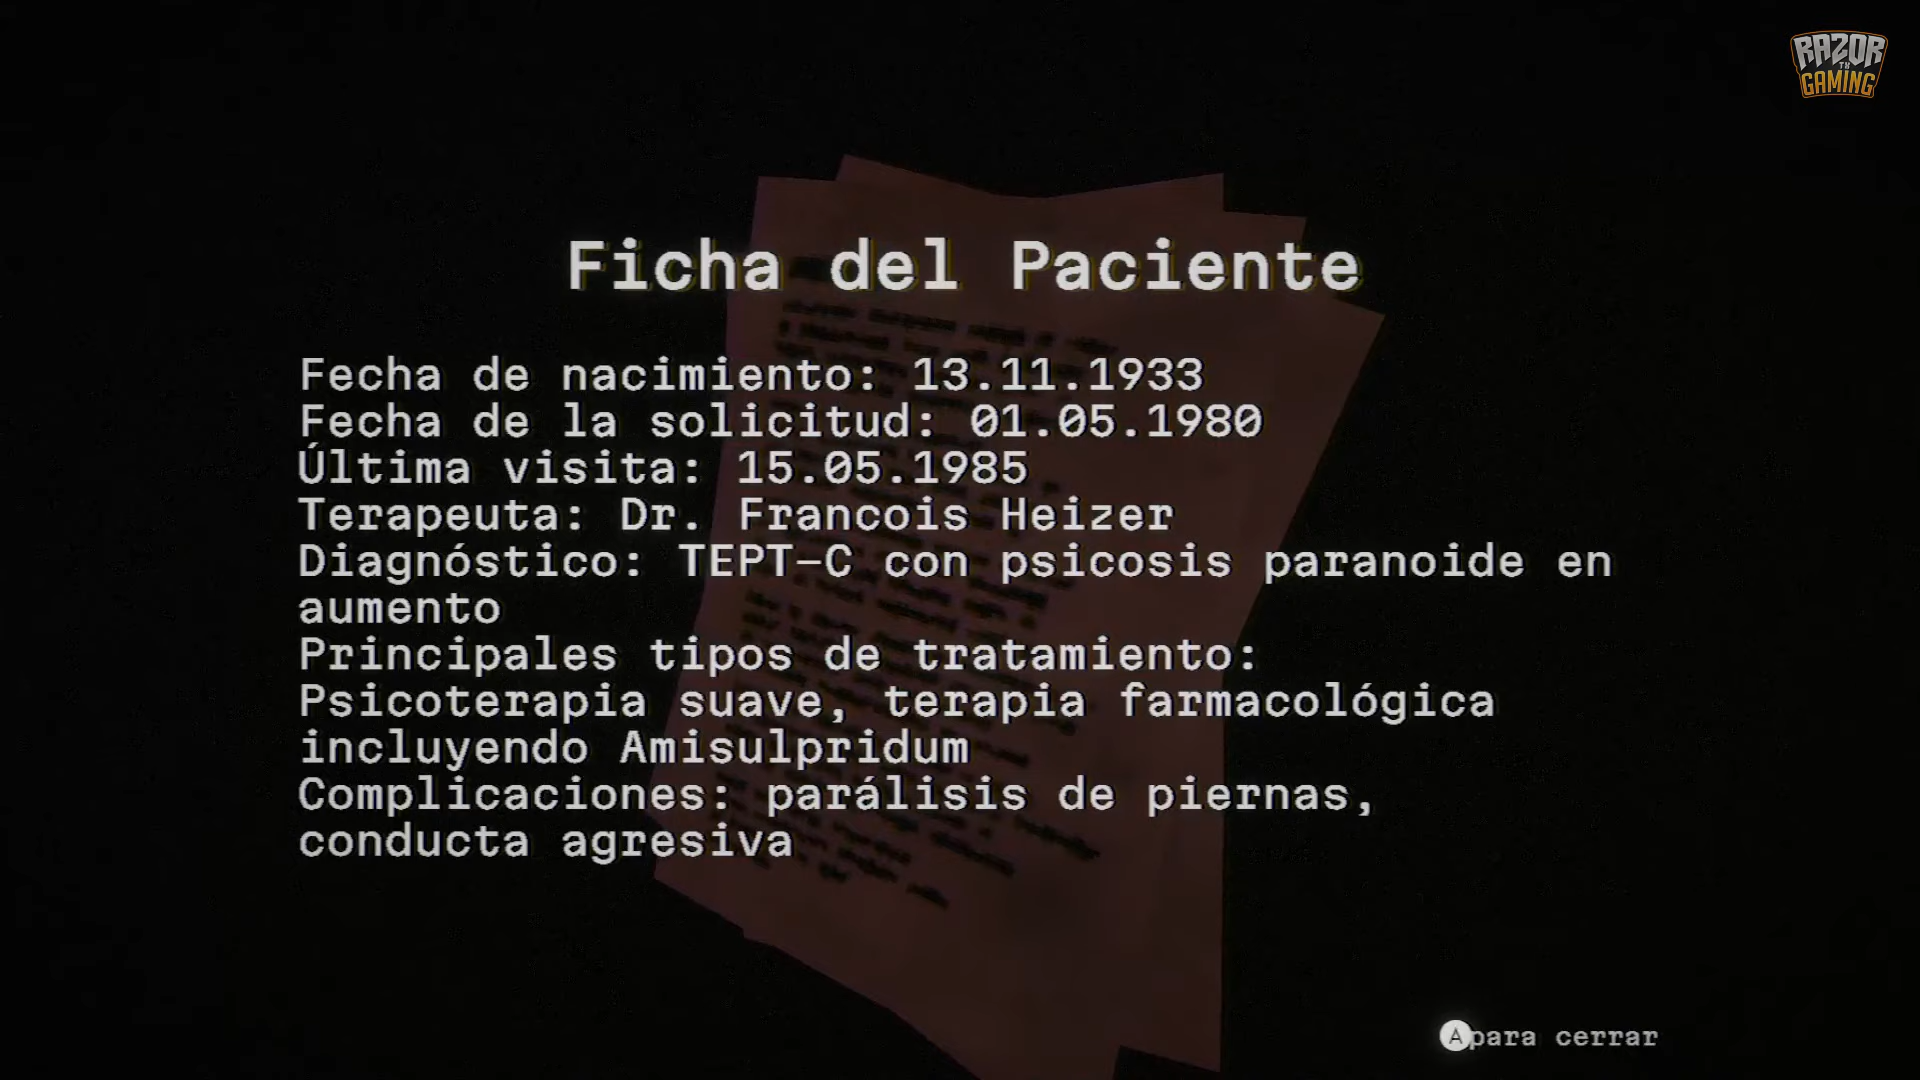 RAZOR
TX
GAMING
Ficha del Paciente
Fecha de nacimiento: 13.11.1933
Fecha de la solicitud: 01.05.1980
Última visita: 15.05.1985
Terapeuta: Dr. Francois Heizer
Diagnóstico: TEPT-C con psicosis paranoide en
aumento
Principales tipos de tratamiento:
Psicoterapia suave, terapia farmacológica
incluyendo Amisulpridum
Complicaciones: parálisis de piernas,
conducta agresiva
A para cerrar